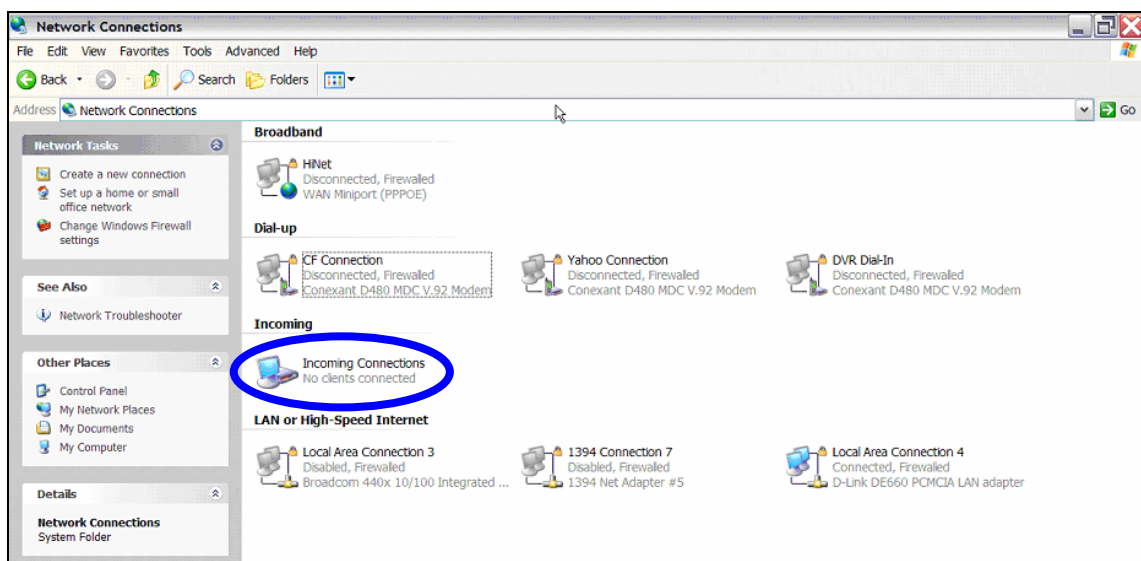 Network Connections
File Edit View Favorites Tools Advanced Help
Back Search Folders
Address Network Connections Go
Network Tasks
Create a new connection
Set up a home or small
office network
Change Windows Firewall
settings
See Also
Network Troubleshooter
Other Places
Control Panel
My Network Places
My Documents
My Computer
Details
Network Connections
System Folder
Broadband
HiNet
Disconnected, Firewalled
WAN Miniport (PPPOE)
Dial-up
CF Connection
Disconnected, Firewalled
Conexant D480 MDC V.92 Modem
Yahoo Connection
Disconnected, Firewalled
Conexant D480 MDC V.92 Modem
DVR Dial-In
Disconnected, Firewalled
Conexant D480 MDC V.92 Modem
Incoming
Incoming Connections
No clients connected
LAN or High-Speed Internet
Local Area Connection 3
Disabled, Firewalled
Broadcom 440x 10/100 Integrated ...
1394 Connection 7
Disabled, Firewalled
1394 Net Adapter #5
Local Area Connection 4
Connected, Firewalled
D-Link DE660 PCMCIA LAN adapter